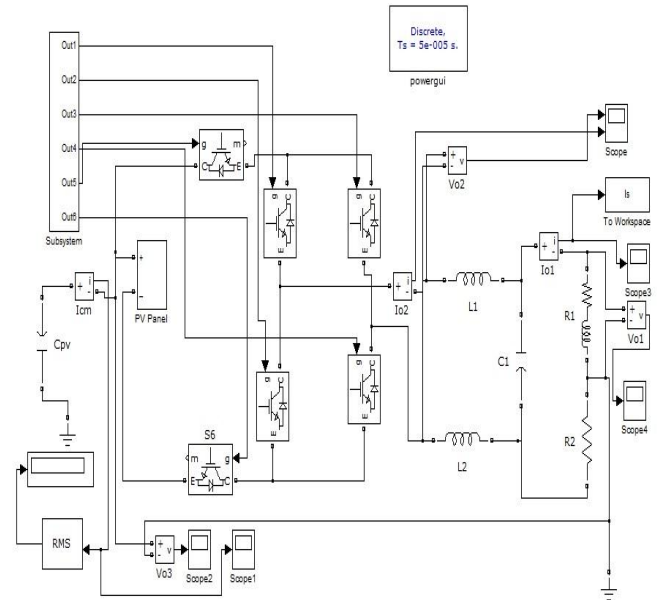 Discrete,
Ts = 5e-005 s.
powergui
Out1
Out2
Out3
Out4
Out5
Out6
Subsystem
g
m
C
E
g
C
E
g
C
E
+
-
v
Vo2
Scope
Is
To Workspace
+
-
i
Io1
Scope3
+
-
v
Vo1
Scope4
+
-
PV Panel
+
-
i
Icm
Cpv
+
-
i
Io2
L1
R1
C1
g
C
E
g
C
E
L2
R2
S6
m
g
E
C
RMS
+
-
v
Vo3
Scope2
Scope1